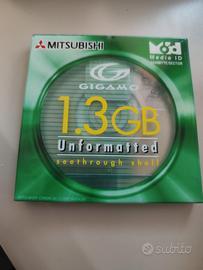 MITSUBISHI
Media ID
GIGAMO
1.3GB
Unformatted
seethrough shell
subito